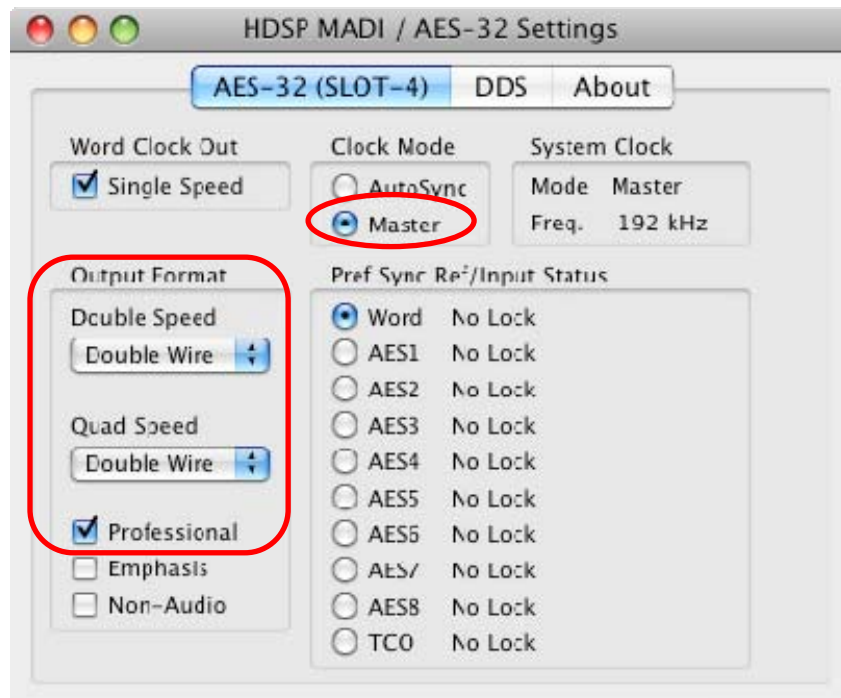 HDSP MADI / AES-32 Settings
AES-32 (SLOT-4) DDS About
Word Clock Out
Single Speed
Clock Mode
AutoSync
Master
System Clock
Mode Master
Freq. 192 kHz
Output Format
Double Speed
Double Wire
Quad Speed
Double Wire
Professional
Emphasis
Non-Audio
Pref Sync Ref/Input Status
Word No Lock
AES1 No Lock
AES2 No Lock
AES3 No Lock
AES4 No Lock
AES5 No Lock
AES6 No Lock
AES7 No Lock
AES8 No Lock
TCO No Lock